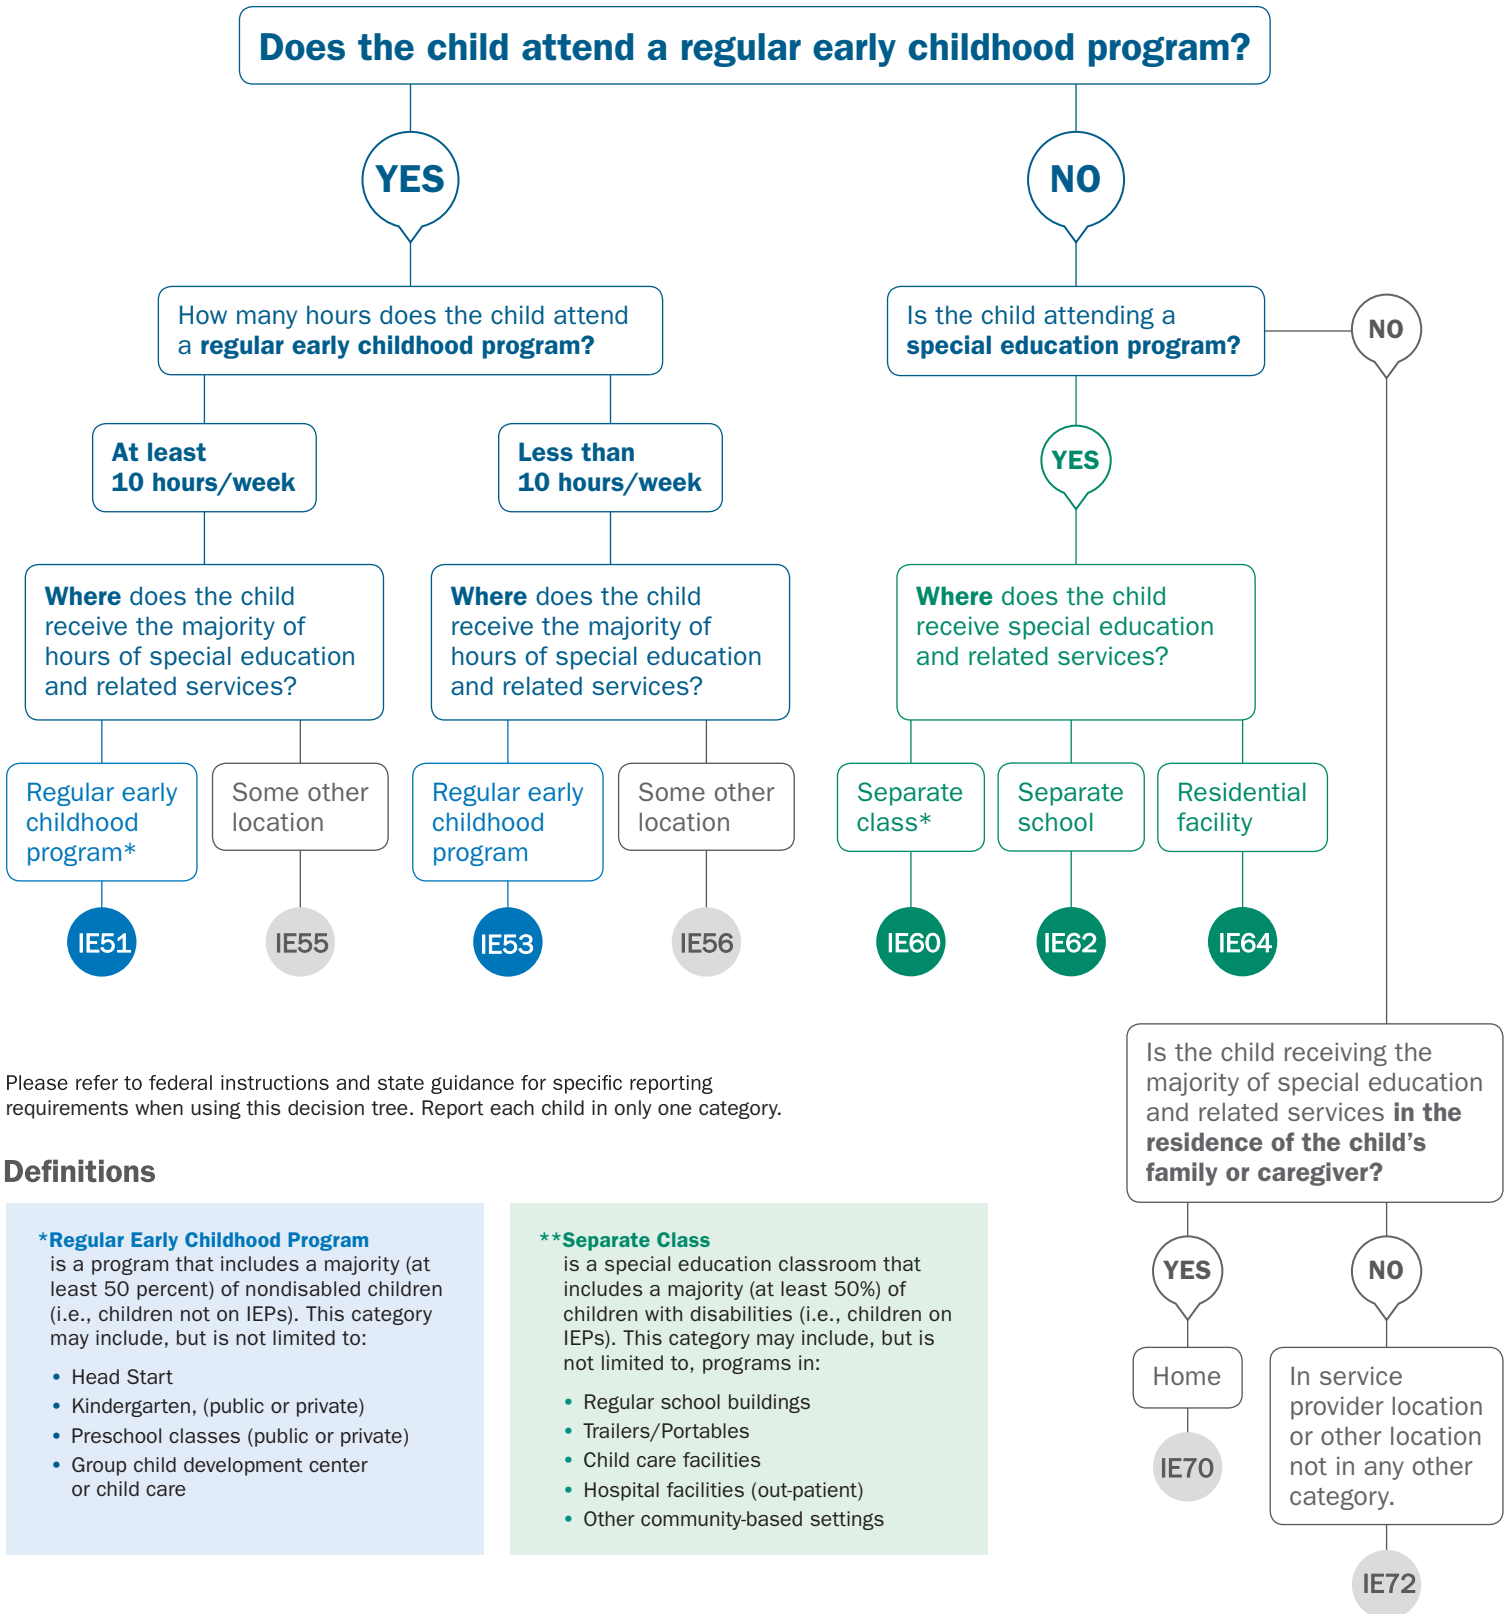 Does the child attend a regular early childhood program?
YES
NO
How many hours does the child attend
a regular early childhood program?
Is the child attending a
special education program?
NO
At least
10 hours/week
Less than
10 hours/week
YES
Where does the child
receive the majority of
hours of special education
and related services?
Where does the child
receive the majority of
hours of special education
and related services?
Where does the child
receive special education
and related services?
Regular early
childhood
program*
Some other
location
Regular early
childhood
program
Some other
location
Separate
class*
Separate
school
Residential
facility
IE51
IE55
IE53
IE56
IE60
IE62
IE64
Is the child receiving the
majority of special education
and related services in the
residence of the child’s
family or caregiver?
YES
NO
Home
In service
provider location
or other location
not in any other
category.
IE70
IE72
Please refer to federal instructions and state guidance for specific reporting
requirements when using this decision tree. Report each child in only one category.
Definitions
*Regular Early Childhood Program
is a program that includes a majority (at
least 50 percent) of nondisabled children
(i.e., children not on IEPs). This category
may include, but is not limited to:
• Head Start
• Kindergarten, (public or private)
• Preschool classes (public or private)
• Group child development center
or child care
**Separate Class
is a special education classroom that
includes a majority (at least 50%) of
children with disabilities (i.e., children on
IEPs). This category may include, but is
not limited to, programs in:
• Regular school buildings
• Trailers/Portables
• Child care facilities
• Hospital facilities (out-patient)
• Other community-based settings